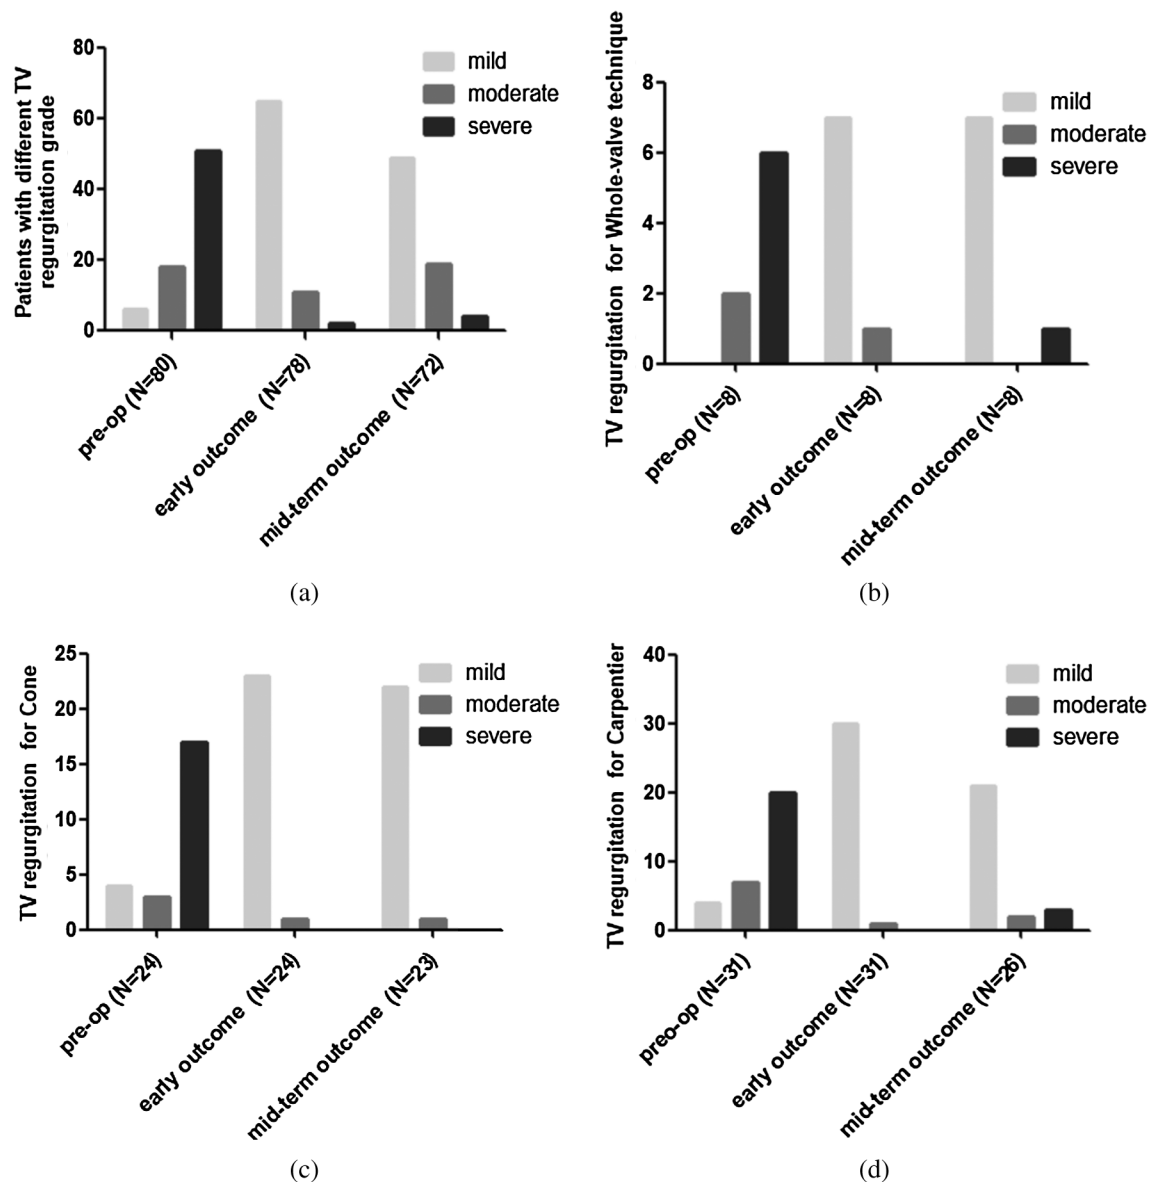 Patients with different TV
regurgitation grade
80
60
40
20
0
mild
moderate
severe
pre-op (N=80)
early outcome (N=78)
mid-term outcome (N=72)
(a)
TV regurgitation for Whole-valve technique
8
6
4
2
0
mild
moderate
severe
pre-op (N=8)
early outcome (N=8)
mid-term outcome (N=8)
(b)
TV regurgitation for Cone
25
20
15
10
5
0
mild
moderate
severe
pre-op (N=24)
early outcome (N=24)
mid-term outcome (N=23)
(c)
TV regurgitation for Carpentier
40
30
20
10
0
mild
moderate
severe
preo-op (N=31)
early outcome (N=31)
mid-term outcome (N=26)
(d)